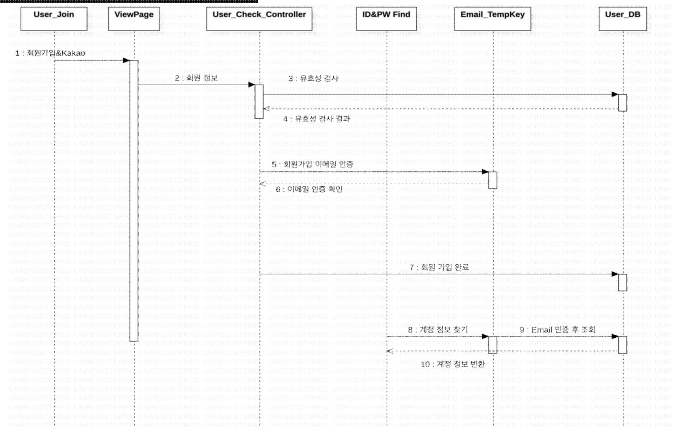 User_Join
ViewPage
User_Check_Controller
ID&PW Find
Email_TempKey
User_DB
1 : 회원가입&Kakao
2 : 회원 정보
3 : 유효성 검사
4 : 유효성 검사 결과
5 : 회원가입 이메일 인증
6 : 이메일 인증 확인
7 : 회원 가입 완료
8 : 계정 정보 찾기
9 : Email 인증 후 조회
10 : 계정 정보 반환